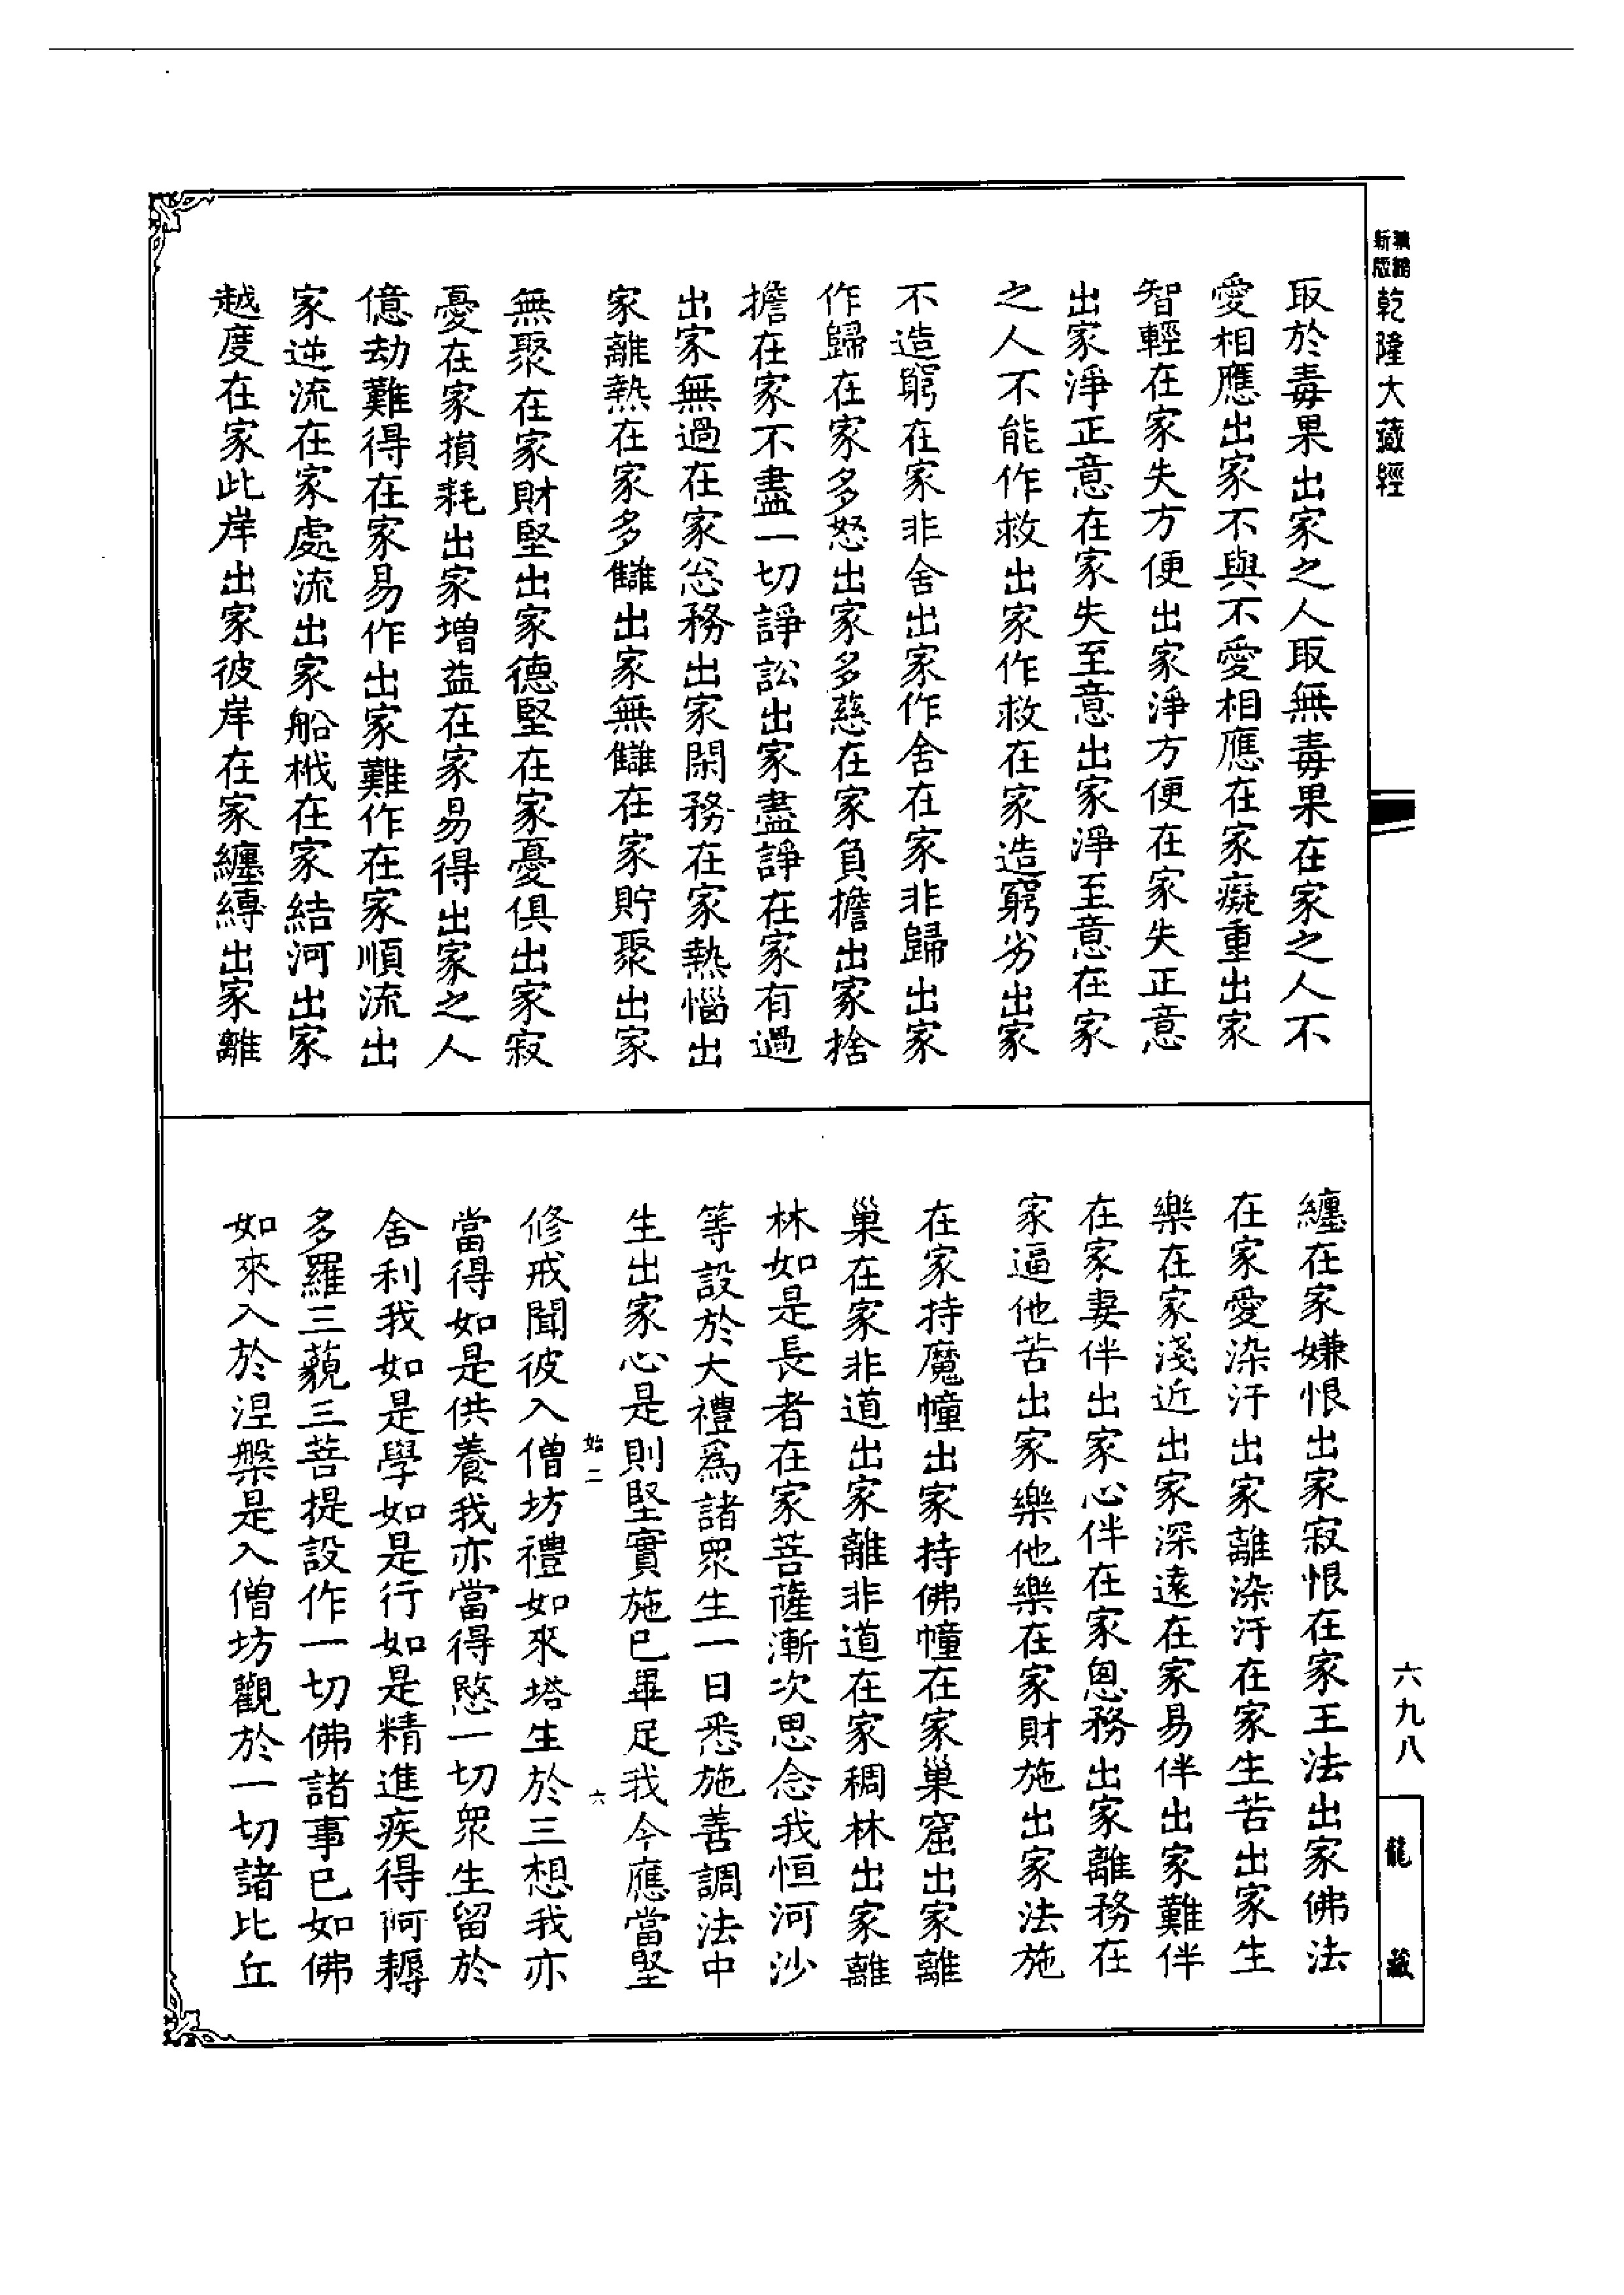 新版 精縮 乾隆大藏經
取於毒果出家之人取無毒果在家之人不
愛相應出家不與不愛相應在家癡重出家
智輕在家失方便出家淨方便在家失正意
出家淨正意在家失至意出家淨至意在家
之人不能作救出家作救在家造窮劣出家
不造窮在家非舍出家作舍在家非歸出家
作歸在家多怒出家多慈在家負擔出家捨
擔在家不盡一切諍訟出家盡諍在家有過
出家無過在家怱務出家閑務在家熱惱出
家離熱在家多讎出家無讎在家貯聚出家
無聚在家財堅出家德堅在家憂俱出家寂
憂在家損耗出家增益在家易得出家之人
億劫難得在家易作出家難作在家順流出
家逆流在家處流出家船栰在家結河出家
越度在家此岸出家彼岸在家纏縛出家離
纏在家嫌恨出家寂恨在家王法出家佛法
在家愛染汙出家離染汙在家生苦出家生
樂在家淺近出家深遠在家易伴出家難伴
在家妻伴出家心伴在家怱務出家離務在
家逼他苦出家樂他樂在家財施出家法施
在家持魔幢出家持佛幢在家巢窟出家離
巢在家非道出家離非道在家稠林出家離
林如是長者在家菩薩漸次思念我恒河沙
等設於大禮爲諸衆生一日悉施善調法中
生出家心是則堅實施已畢足我今應當堅
始二 六
修戒聞彼入僧坊禮如來塔生於三想我亦
當得如是供養我亦當得愍一切衆生留於
舍利我如是學如是行如是精進疾得阿耨
多羅三藐三菩提設作一切佛諸事已如佛
如來入於涅槃是入僧坊觀於一切諸比丘
六九八
龍藏